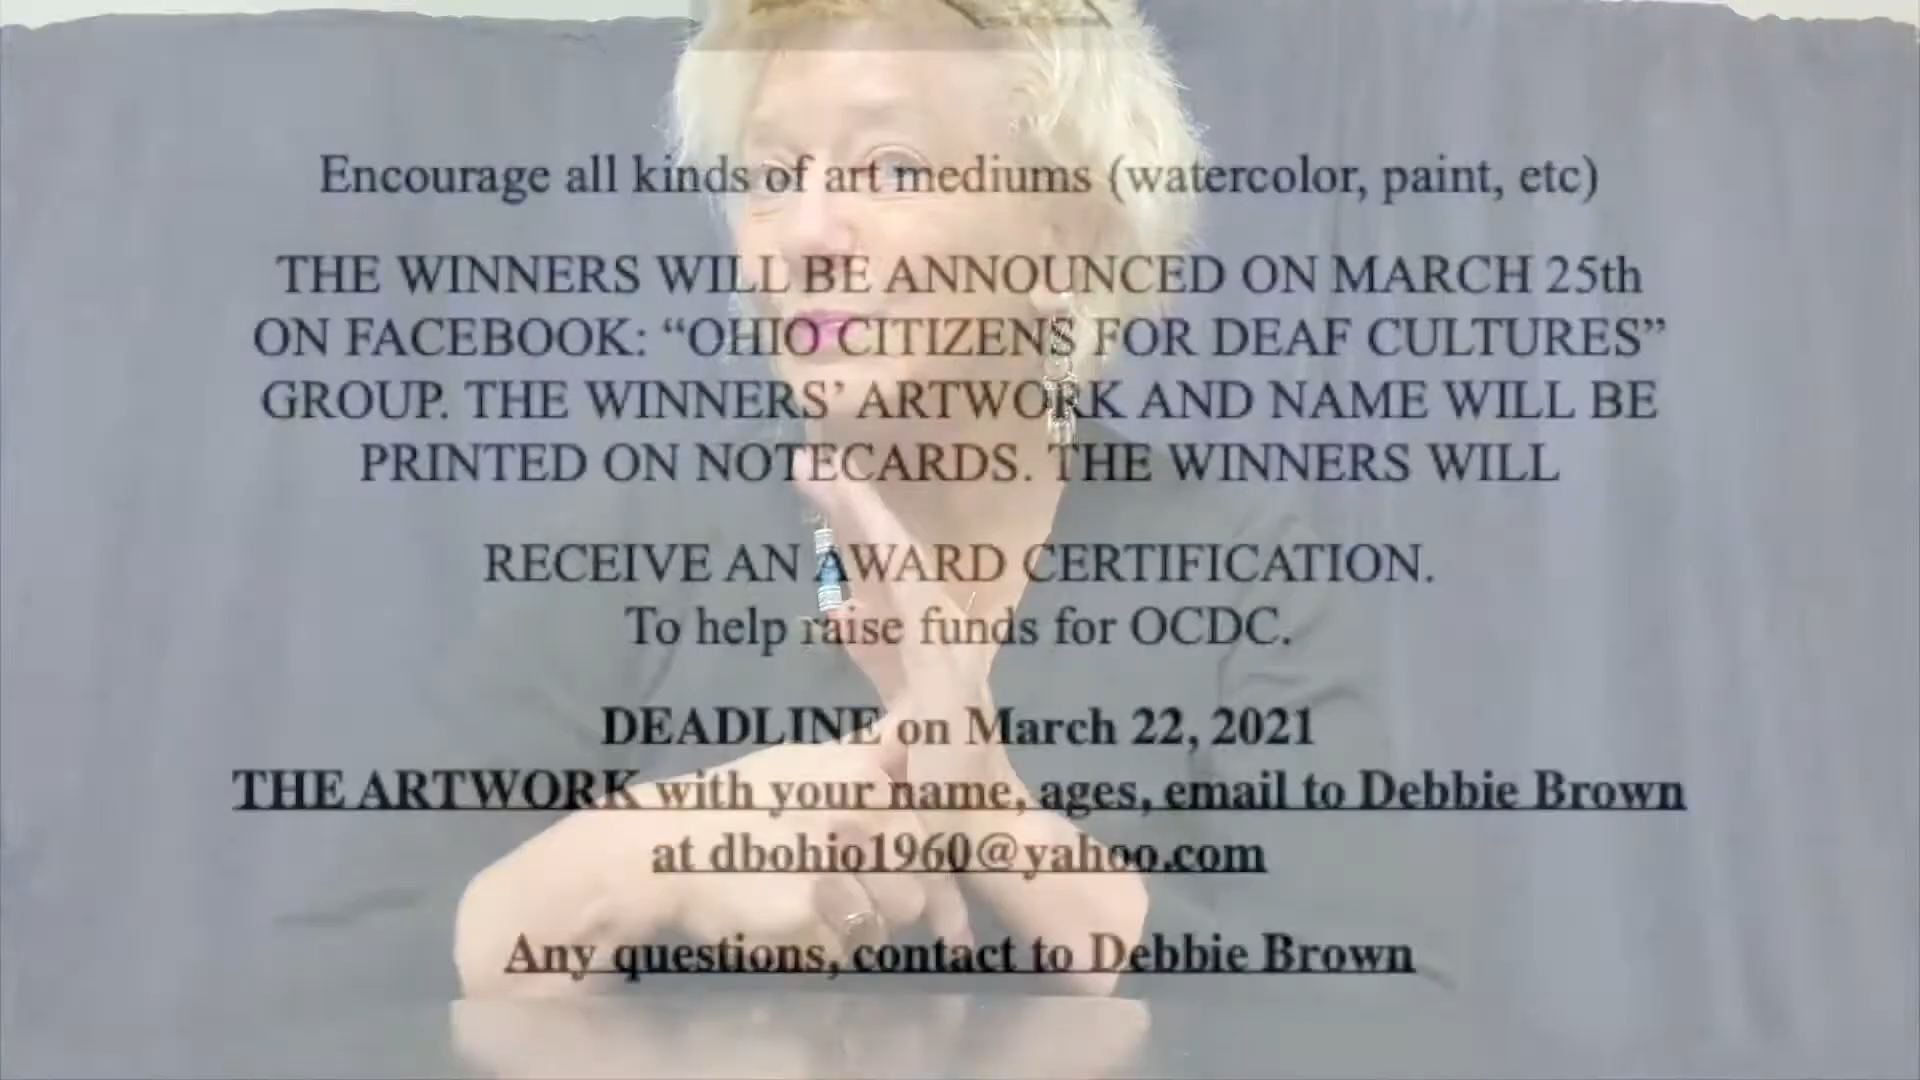 Encourage all kinds of art mediums (watercolor, paint, etc)
THE WINNERS WILL BE ANNOUNCED ON MARCH 25th
ON FACEBOOK: “OHIO CITIZENS FOR DEAF CULTURES”
GROUP. THE WINNERS’ ARTWORK AND NAME WILL BE
PRINTED ON NOTECARDS. THE WINNERS WILL
RECEIVE AN AWARD CERTIFICATION.
To help raise funds for OCDC.
DEADLINE on March 22, 2021
THE ARTWORK with your name, ages, email to Debbie Brown
at dbohio1960@yahoo.com
Any questions, contact to Debbie Brown